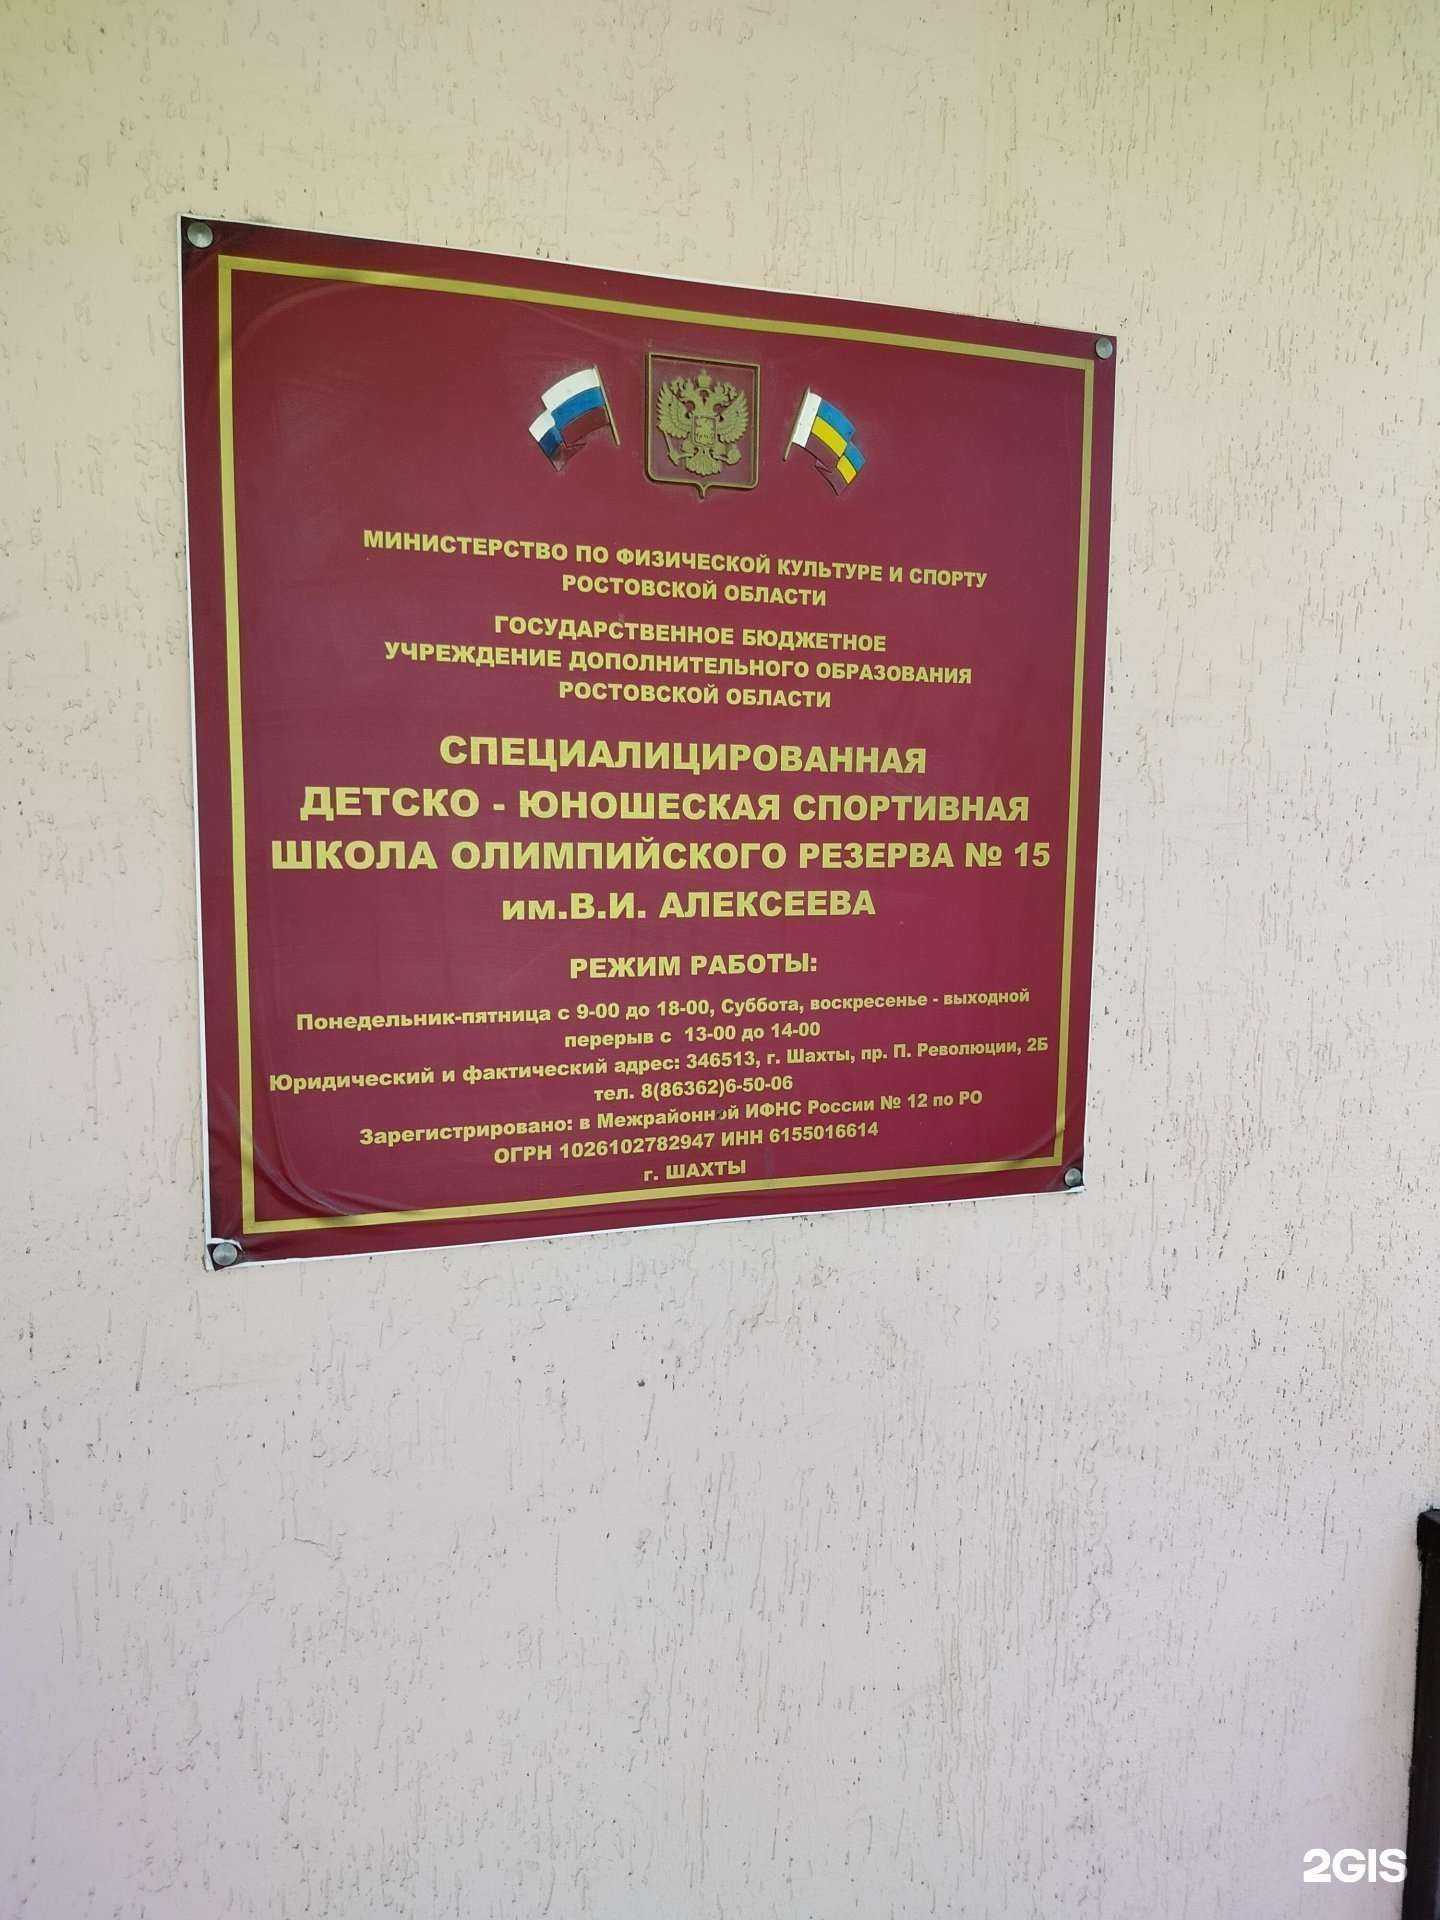 МИНИСТЕРСТВО ПО ФИЗИЧЕСКОЙ КУЛЬТУРЕ И СПОРТУ
РОСТОВСКОЙ ОБЛАСТИ
ГОСУДАРСТВЕННОЕ БЮДЖЕТНОЕ
УЧРЕЖДЕНИЕ ДОПОЛНИТЕЛЬНОГО ОБРАЗОВАНИЯ
РОСТОВСКОЙ ОБЛАСТИ
СПЕЦИАЛИЦИРОВАННАЯ
ДЕТСКО - ЮНОШЕСКАЯ СПОРТИВНАЯ
ШКОЛА ОЛИМПИЙСКОГО РЕЗЕРВА № 15
им.В.И. АЛЕКСЕЕВА
РЕЖИМ РАБОТЫ:
Понедельник-пятница с 9-00 до 18-00, Суббота, воскресенье - выходной
перерыв с 13-00 до 14-00
Юридический и фактический адрес: 346513, г. Шахты, пр. П. Революции, 2Б
тел. 8(86362)6-50-06
Зарегистрировано: в Межрайонной ИФНС России № 12 по РО
ОГРН 1026102782947 ИНН 6155016614
г. ШАХТЫ
2GIS